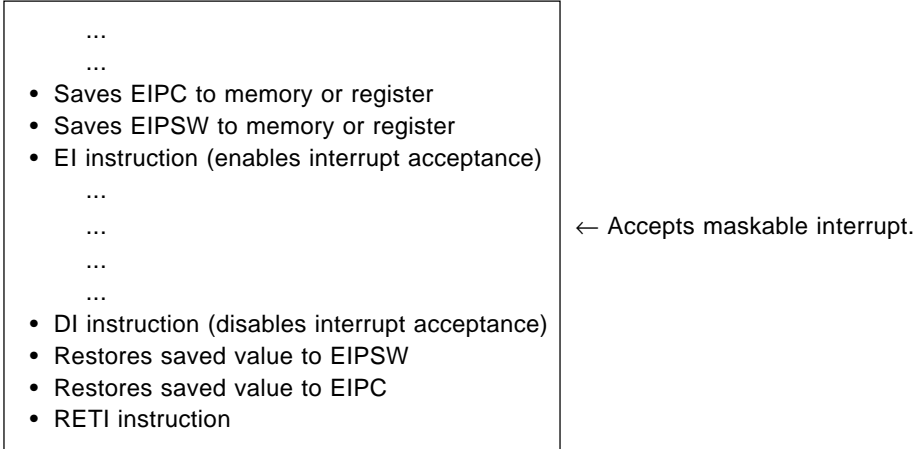 ...
...
• Saves EIPC to memory or register
• Saves EIPSW to memory or register
• EI instruction (enables interrupt acceptance)
...
... ← Accepts maskable interrupt.
...
...
• DI instruction (disables interrupt acceptance)
• Restores saved value to EIPSW
• Restores saved value to EIPC
• RETI instruction